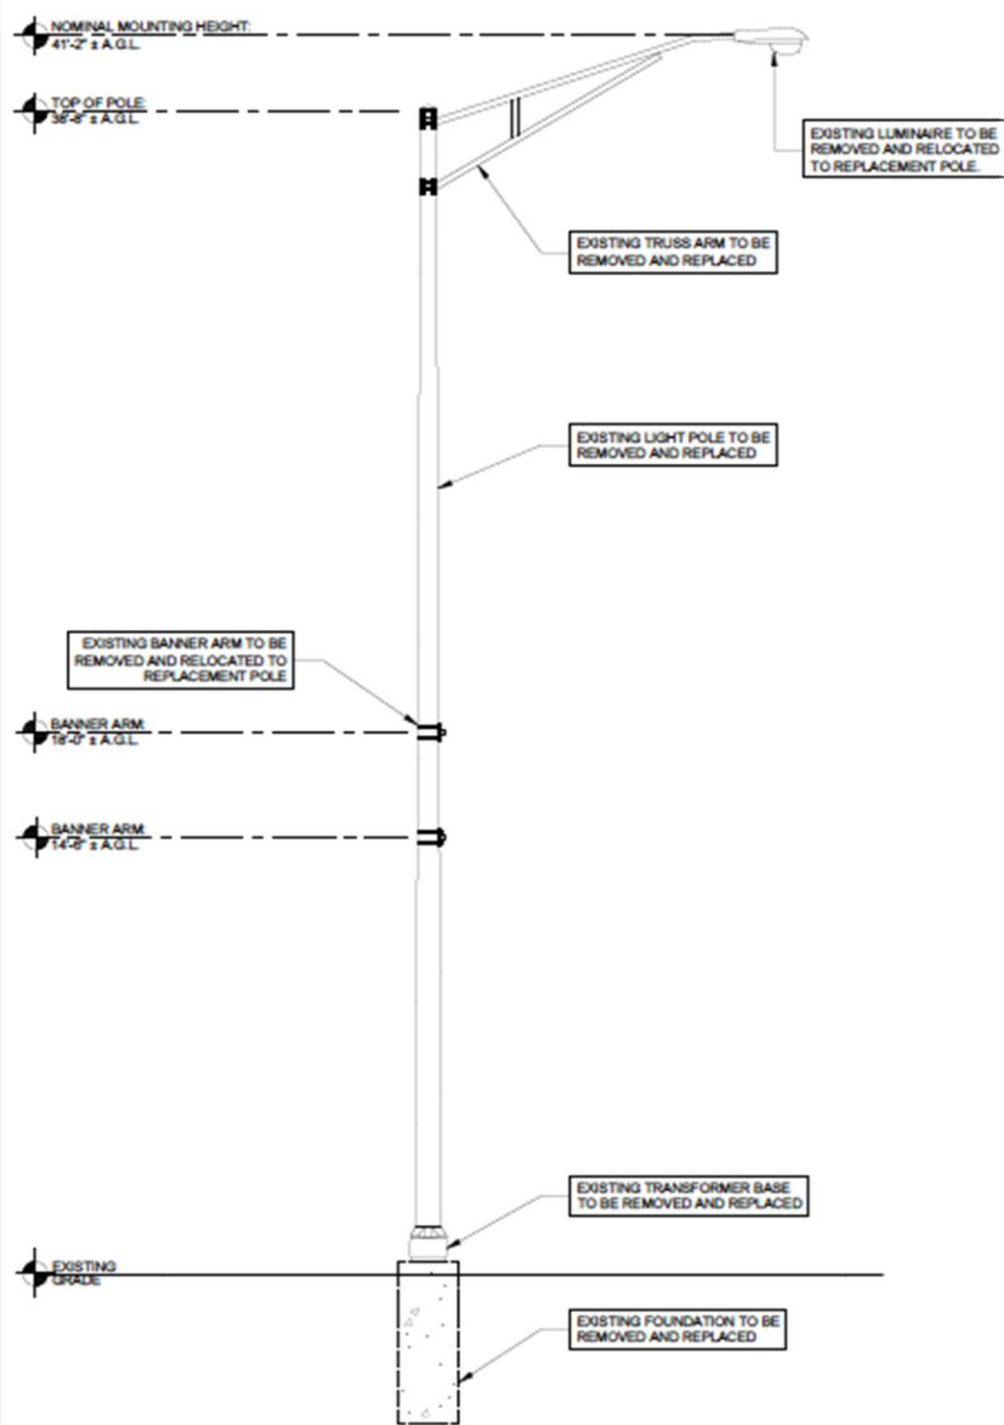 NOMINAL MOUNTING HEIGHT:
41'-2" ± A.G.L.
TOP OF POLE:
38'-8" ± A.G.L.
EXISTING LUMINAIRE TO BE
REMOVED AND RELOCATED
TO REPLACEMENT POLE.
EXISTING TRUSS ARM TO BE
REMOVED AND REPLACED
EXISTING LIGHT POLE TO BE
REMOVED AND REPLACED
EXISTING BANNER ARM TO BE
REMOVED AND RELOCATED TO
REPLACEMENT POLE
BANNER ARM:
18'-0" ± A.G.L.
BANNER ARM:
14'-6" ± A.G.L.
EXISTING TRANSFORMER BASE
TO BE REMOVED AND REPLACED
EXISTING
GRADE
EXISTING FOUNDATION TO BE
REMOVED AND REPLACED